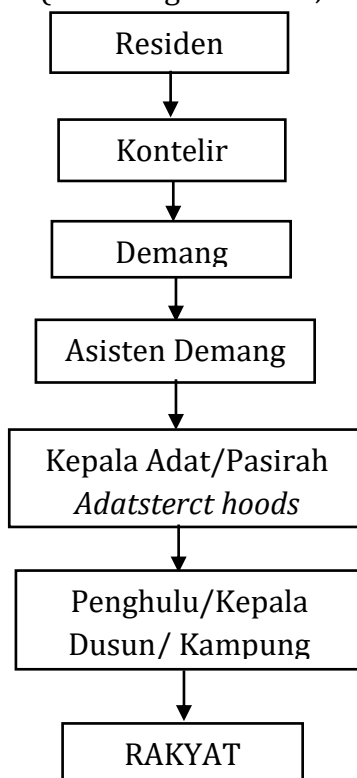 Residen
Kontelir
Demang
Asisten Demang
Kepala Adat/Pasirah
Adatsterct hoods
Penghulu/Kepala
Dusun/ Kampung
RAKYAT